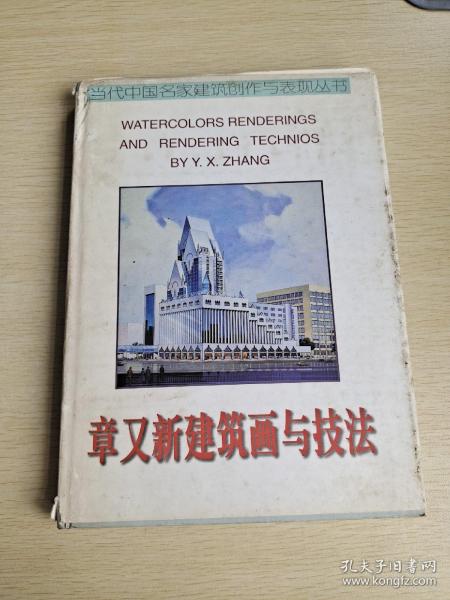 当代中国名家建筑创作与表现丛书
WATERCOLORS RENDERINGS
AND RENDERING TECHNIOS
BY Y. X. ZHANG
章又新建筑画与技法
孔夫子旧书网
www.kongfz.com